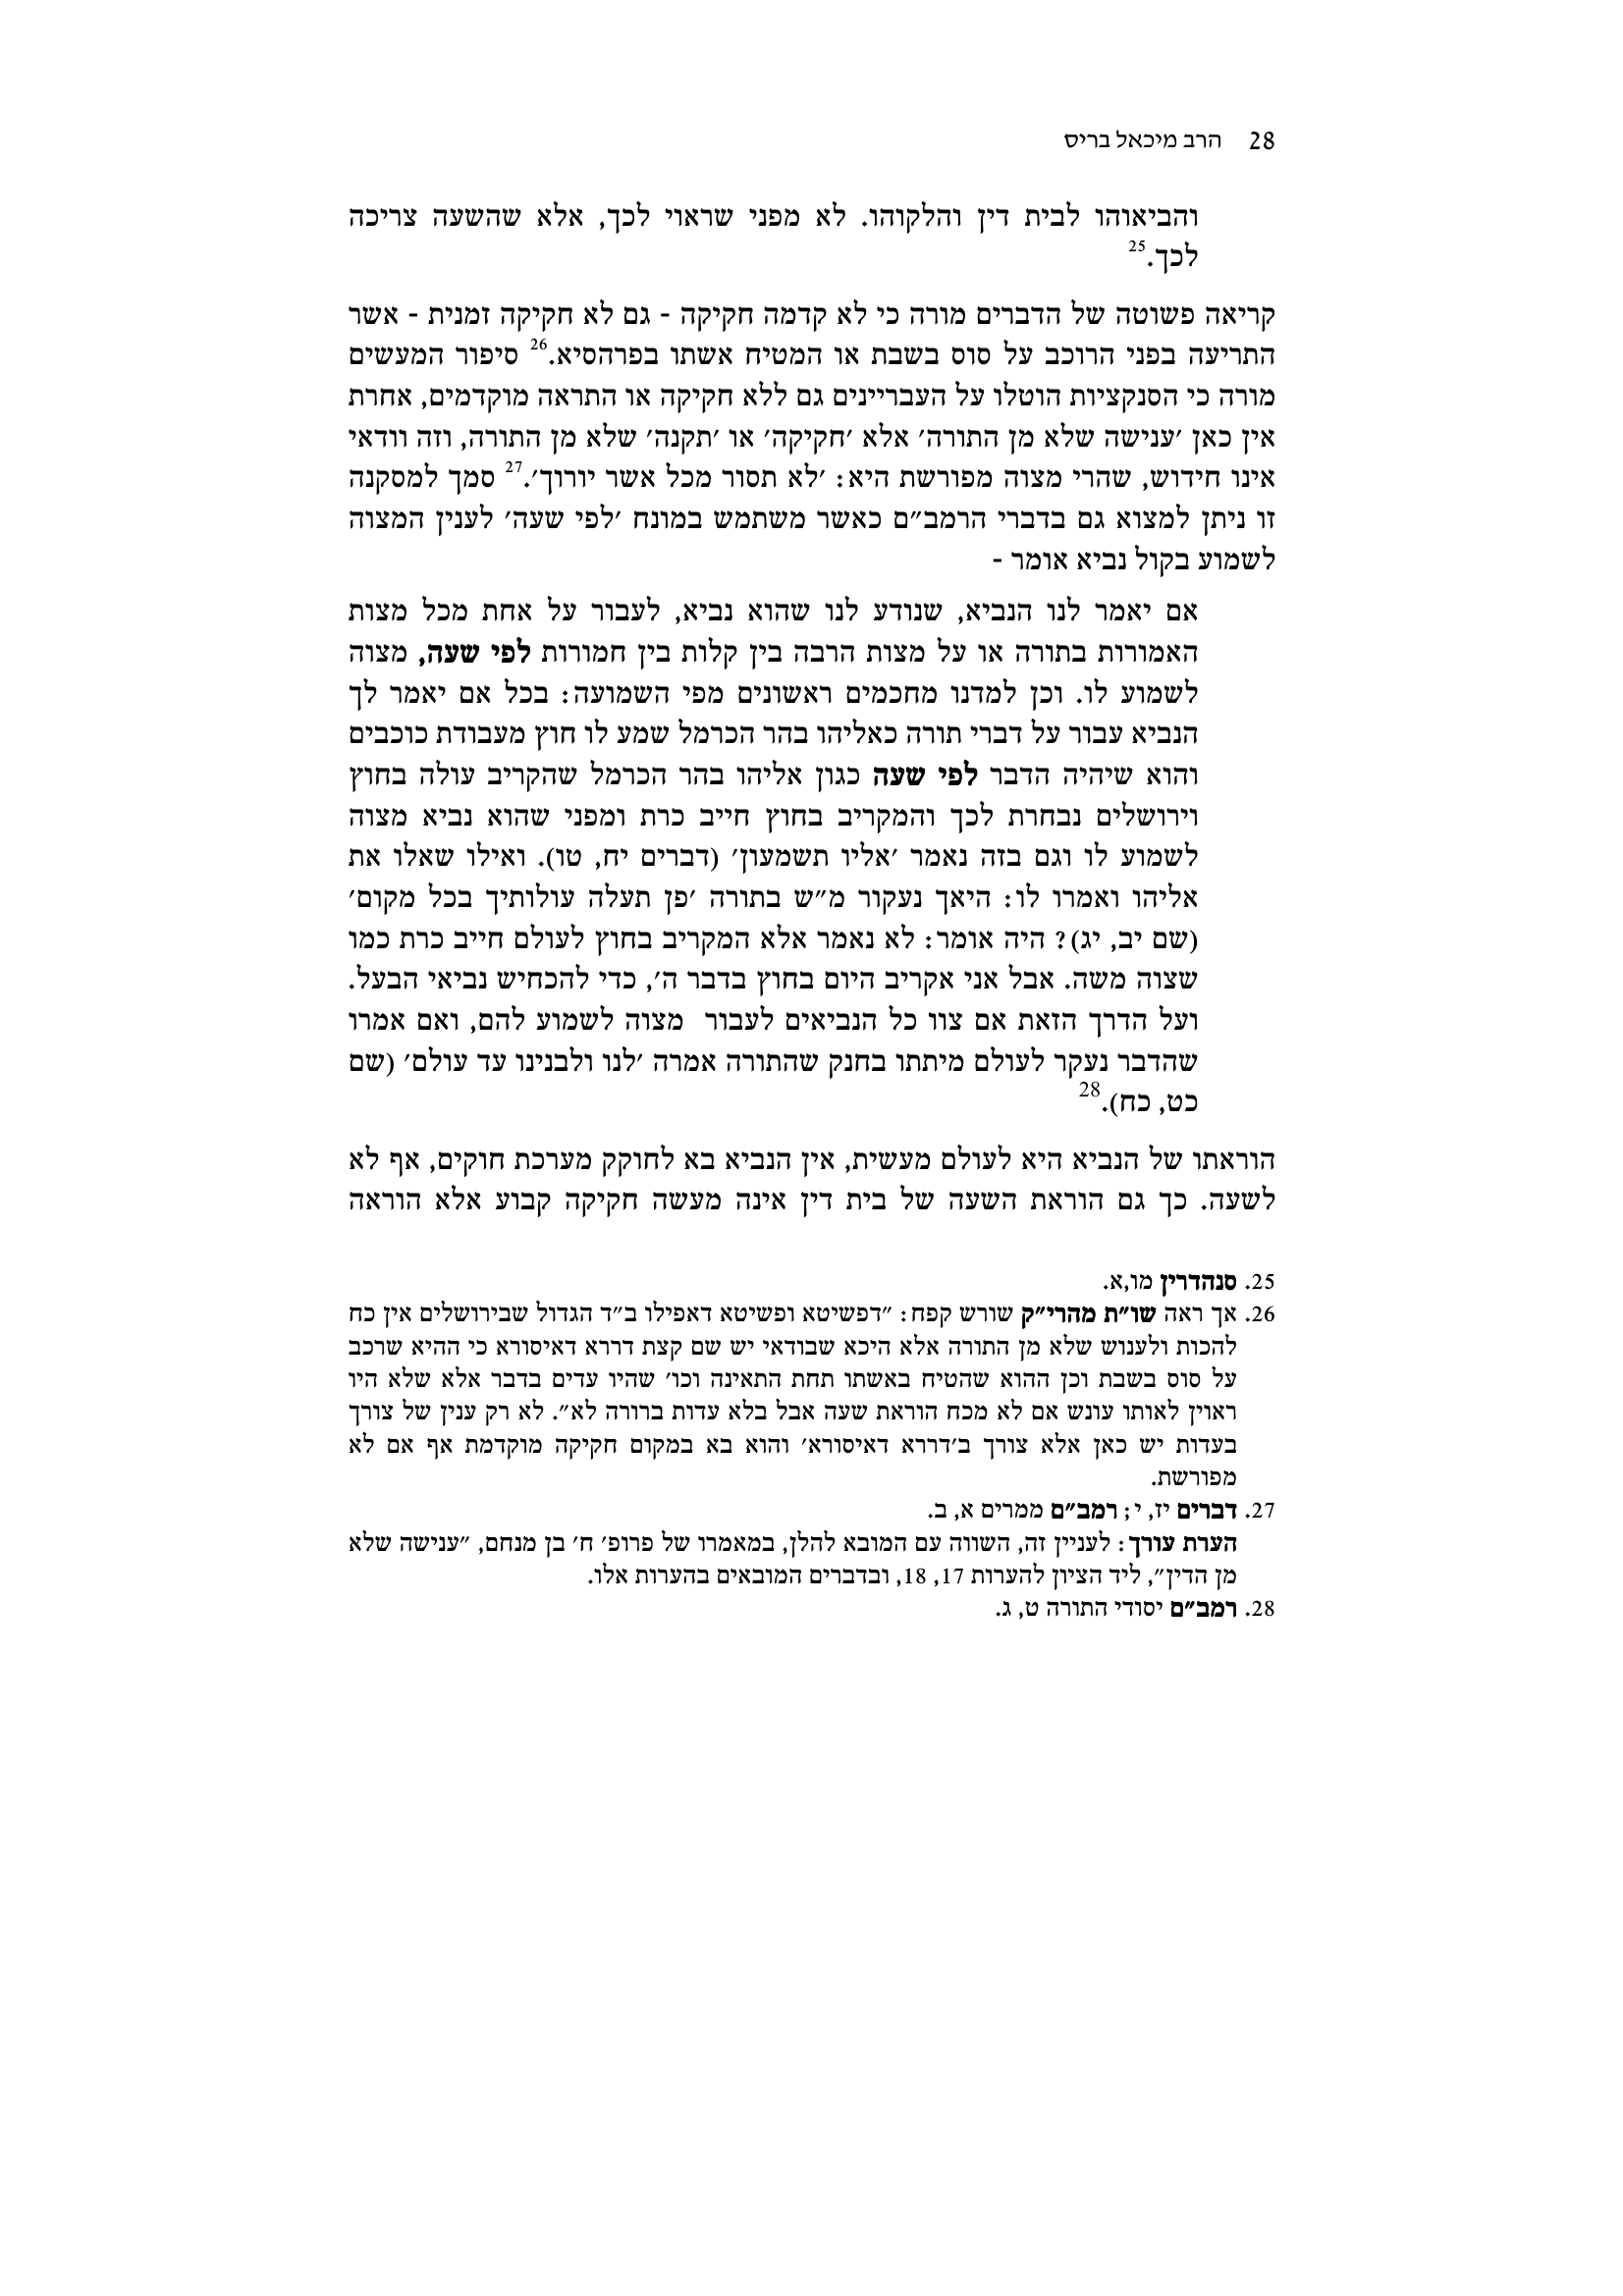 28 הרב מיכאל בריס
והביאוהו לבית דין והלקוהו. לא מפני שראוי לכך, אלא שהשעה צריכה
לכך.25
קריאה פשוטה של הדברים מורה כי לא קדמה חקיקה - גם לא חקיקה זמנית - אשר
התריעה בפני הרוכב על סוס בשבת או המטיח אשתו בפרהסיא.26 סיפור המעשים
מורה כי הסנקציות הוטלו על העבריינים גם ללא חקיקה או התראה מוקדמים, אחרת
אין כאן ׳ענישה שלא מן התורה׳ אלא ׳חקיקה׳ או ׳תקנה׳ שלא מן התורה, וזה וודאי
אינו חידוש, שהרי מצוה מפורשת היא: ׳לא תסור מכל אשר יורוך׳.27 סמך למסקנה
זו ניתן למצוא גם בדברי הרמב״ם כאשר משתמש במונח ׳לפי שעה׳ לענין המצוה
לשמוע בקול נביא אומר -
אם יאמר לנו הנביא, שנודע לנו שהוא נביא, לעבור על אחת מכל מצות
האמורות בתורה או על מצות הרבה בין קלות בין חמורות לפי שעה, מצוה
לשמוע לו. וכן למדנו מחכמים ראשונים מפי השמועה: בכל אם יאמר לך
הנביא עבור על דברי תורה כאליהו בהר הכרמל שמע לו חוץ מעבודת כוכבים
והוא שיהיה הדבר לפי שעה כגון אליהו בהר הכרמל שהקריב עולה בחוץ
וירושלים נבחרת לכך והמקריב בחוץ חייב כרת ומפני שהוא נביא מצוה
לשמוע לו וגם בזה נאמר ׳אליו תשמעון׳ (דברים יח, טו). ואילו שאלו את
אליהו ואמרו לו: היאך נעקור מ״ש בתורה ׳פן תעלה עולותיך בכל מקום׳
(שם יב, יג)? היה אומר: לא נאמר אלא המקריב בחוץ לעולם חייב כרת כמו
שצוה משה. אבל אני אקריב היום בחוץ בדבר ה׳, כדי להכחיש נביאי הבעל.
ועל הדרך הזאת אם צוו כל הנביאים לעבור  מצוה לשמוע להם, ואם אמרו
שהדבר נעקר לעולם מיתתו בחנק שהתורה אמרה ׳לנו ולבנינו עד עולם׳ (שם
כט, כח).28
הוראתו של הנביא היא לעולם מעשית, אין הנביא בא לחוקק מערכת חוקים, אף לא
לשעה. כך גם הוראת השעה של בית דין אינה מעשה חקיקה קבוע אלא הוראה
25. סנהדרין מו,א.
26. אך ראה שו״ת מהרי״ק שורש קפח: ״דפשיטא ופשיטא דאפילו ב״ד הגדול שבירושלים אין כח
להכות ולענוש שלא מן התורה אלא היכא שבודאי יש שם קצת דררא דאיסורא כי ההיא שרכב
על סוס בשבת וכן ההוא שהטיח באשתו תחת התאינה וכו׳ שהיו עדים בדבר אלא שלא היו
ראוין לאותו עונש אם לא מכח הוראת שעה אבל בלא עדות ברורה לא״. לא רק ענין של צורך
בעדות יש כאן אלא צורך ב׳דררא דאיסורא׳ והוא בא במקום חקיקה מוקדמת אף אם לא
מפורשת.
27. דברים יז, י; רמב״ם ממרים א, ב.
הערת עורך: לעניין זה, השווה עם המובא להלן, במאמרו של פרופ׳ ח׳ בן מנחם, ״ענישה שלא
מן הדין״, ליד הציון להערות 17, 18, ובדברים המובאים בהערות אלו.
28. רמב״ם יסודי התורה ט, ג.